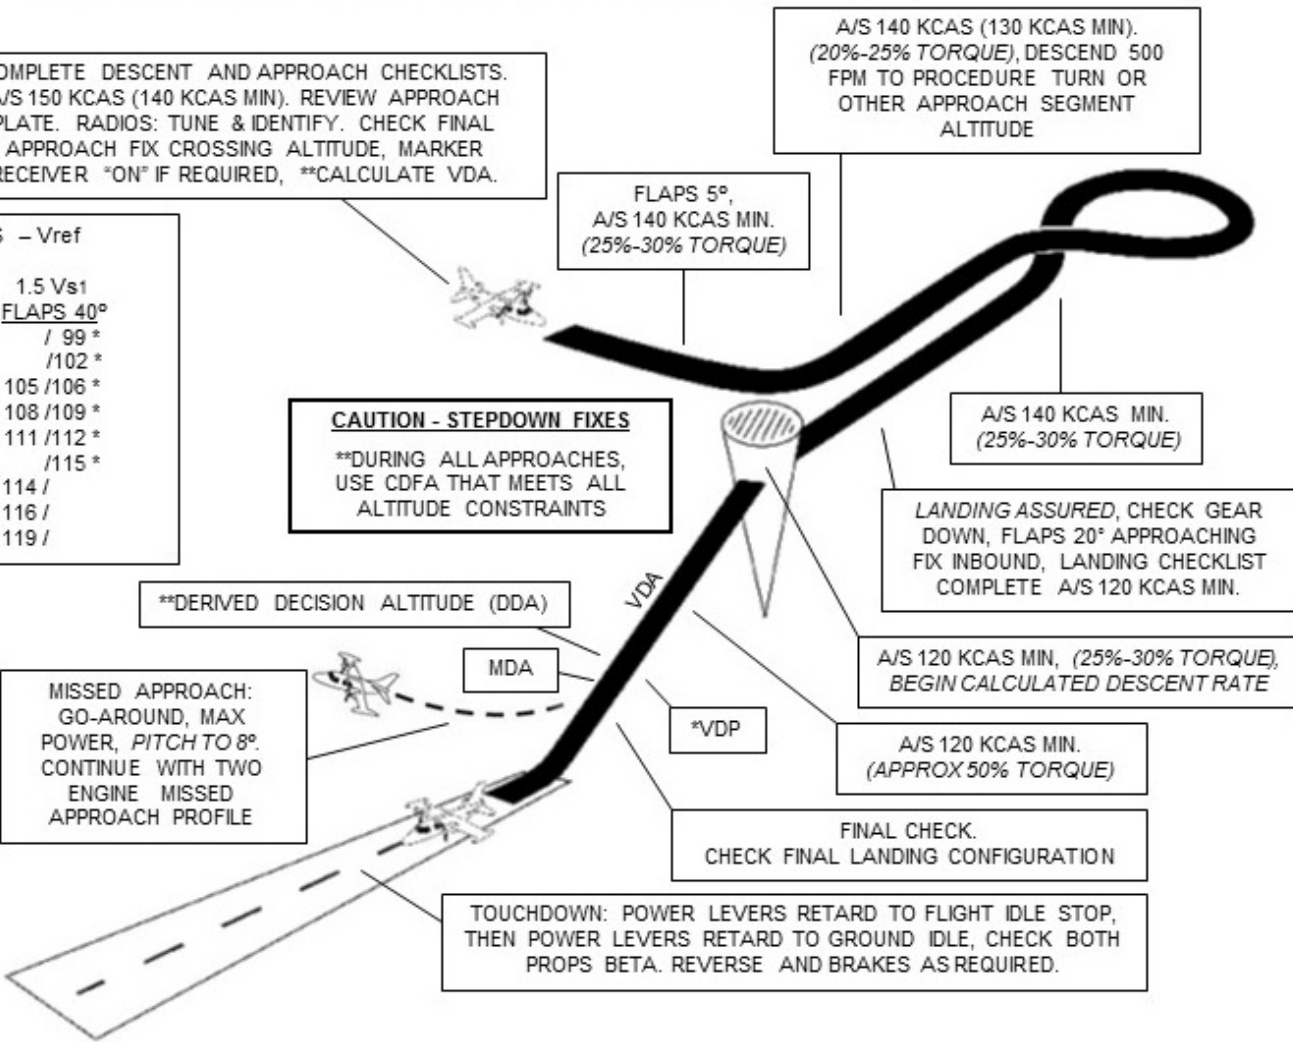 A/S 140 KCAS (130 KCAS MIN).
(20%-25% TORQUE), DESCEND 500
FPM TO PROCEDURE TURN OR
OTHER APPROACH SEGMENT
ALTITUDE
OMPLETE DESCENT AND APPROACH CHECKLISTS.
A/S 150 KCAS (140 KCAS MIN). REVIEW APPROACH
PLATE. RADIOS: TUNE & IDENTIFY. CHECK FINAL
APPROACH FIX CROSSING ALTITUDE, MARKER
RECEIVER "ON" IF REQUIRED, **CALCULATE VDA.
FLAPS 5º,
A/S 140 KCAS MIN.
(25%-30% TORQUE)
– Vref
1.5 Vs1
FLAPS 40º
/ 99 *
/102 *
105 /106 *
108 /109 *
111 /112 *
/115 *
114 /
116 /
119 /
CAUTION - STEPDOWN FIXES
**DURING ALL APPROACHES,
USE CDFA THAT MEETS ALL
ALTITUDE CONSTRAINTS
A/S 140 KCAS MIN.
(25%-30% TORQUE)
LANDING ASSURED, CHECK GEAR
DOWN, FLAPS 20° APPROACHING
FIX INBOUND, LANDING CHECKLIST
COMPLETE A/S 120 KCAS MIN.
VDA
**DERIVED DECISION ALTITUDE (DDA)
MDA
A/S 120 KCAS MIN, (25%-30% TORQUE),
BEGIN CALCULATED DESCENT RATE
MISSED APPROACH:
GO-AROUND, MAX
POWER, PITCH TO 8º.
CONTINUE WITH TWO
ENGINE MISSED
APPROACH PROFILE
*VDP
A/S 120 KCAS MIN.
(APPROX 50% TORQUE)
FINAL CHECK.
CHECK FINAL LANDING CONFIGURATION
TOUCHDOWN: POWER LEVERS RETARD TO FLIGHT IDLE STOP,
THEN POWER LEVERS RETARD TO GROUND IDLE, CHECK BOTH
PROPS BETA. REVERSE AND BRAKES AS REQUIRED.